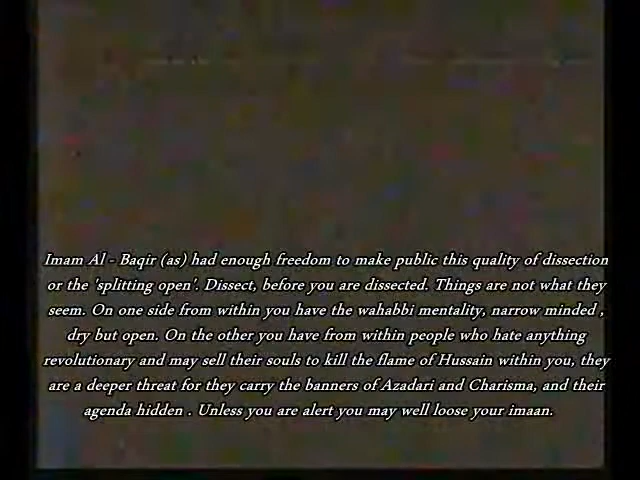 Imam Al - Baqir (as) had enough freedom to make public this quality of dissection
or the 'splitting open'. Dissect, before you are dissected. Things are not what they
seem. On one side from within you have the wahabbi mentality, narrow minded ,
dry but open. On the other you have from within people who hate anything
revolutionary and may sell their souls to kill the flame of Hussain within you, they
are a deeper threat for they carry the banners of Azadari and Charisma, and their
agenda hidden . Unless you are alert you may well loose your imaan.